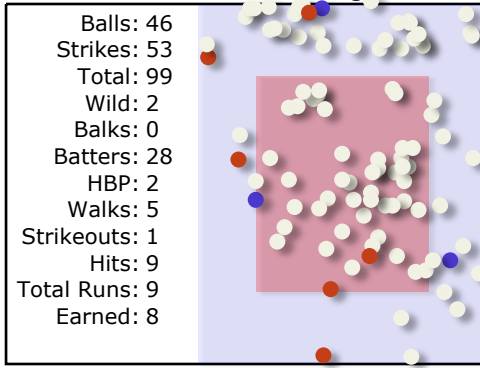 Balls: 46
Strikes: 53
Total: 99
Wild: 2
Balks: 0
Batters: 28
HBP: 2
Walks: 5
Strikeouts: 1
Hits: 9
Total Runs: 9
Earned: 8